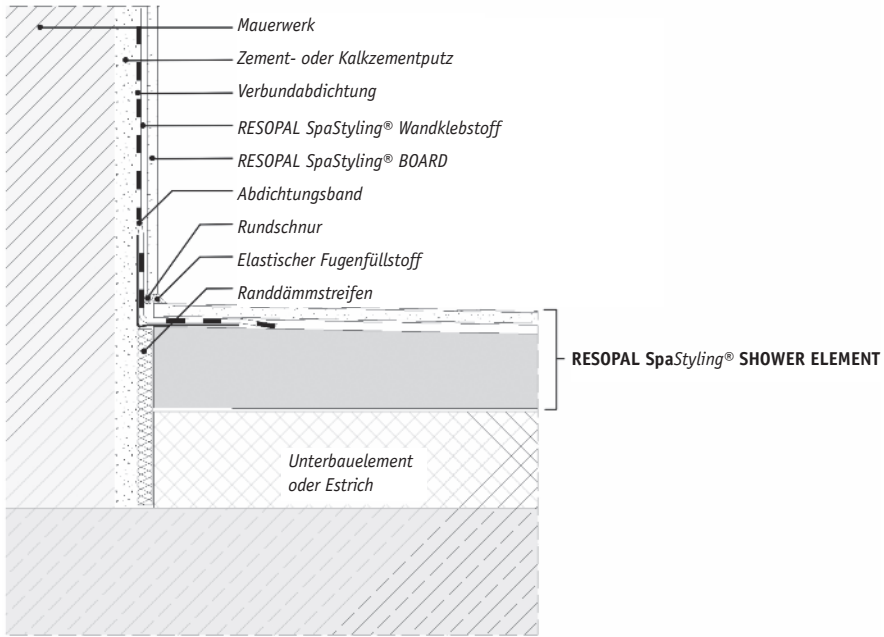 Mauerwerk
Zement- oder Kalkzementputz
Verbundabdichtung
RESOPAL SpaStyling® Wandklebstoff
RESOPAL SpaStyling® BOARD
Abdichtungsband
Rundschnur
Elastischer Fugenfüllstoff
Randdämmstreifen
RESOPAL SpaStyling® SHOWER ELEMENT
Unterbauelement
oder Estrich